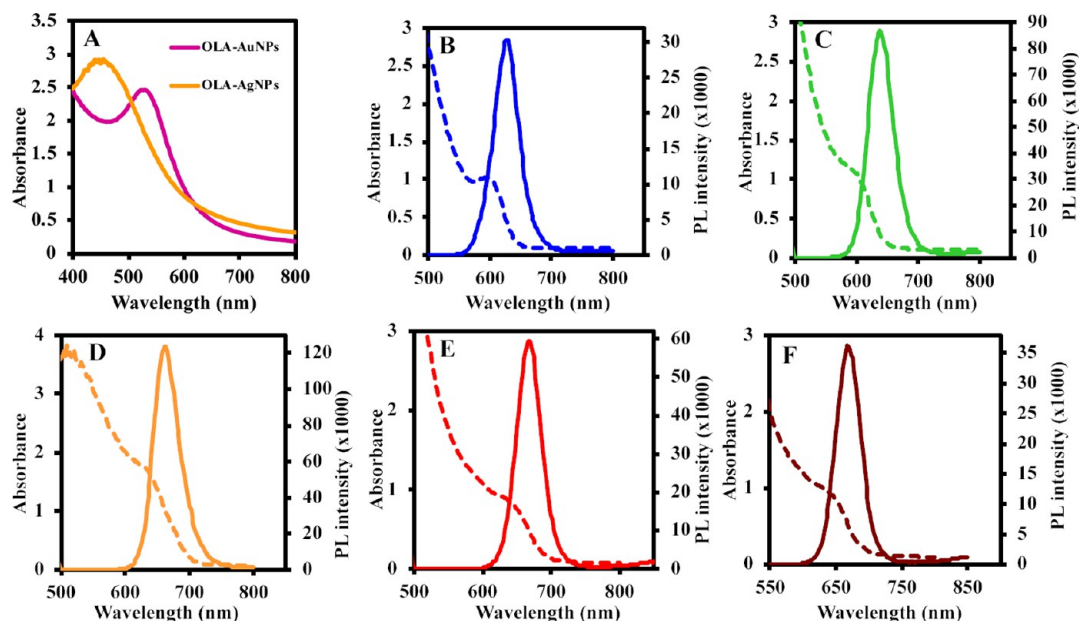 A
OLA-AuNPs
OLA-AgNPs
Absorbance
3.5
3
2.5
2
1.5
1
0.5
0
400 500 600 700 800
Wavelength (nm)
B
Absorbance
3
2.5
2
1.5
1
0.5
0
30
25
20
15
10
5
0
PL intensity (x1000)
500 600 700 800
Wavelength (nm)
C
Absorbance
3
2.5
2
1.5
1
0.5
0
90
80
70
60
50
40
30
20
10
0
PL intensity (x1000)
500 600 700 800
Wavelength (nm)
D
Absorbance
4
3
2
1
0
120
100
80
60
40
20
0
PL intensity (x1000)
500 600 700 800
Wavelength (nm)
E
Absorbance
3
2
1
0
60
50
40
30
20
10
0
PL intensity (x1000)
500 600 700 800
Wavelength (nm)
F
Absorbance
3
2
1
0
35
30
25
20
15
10
5
0
PL intensity (x1000)
550 650 750 850
Wavelength (nm)